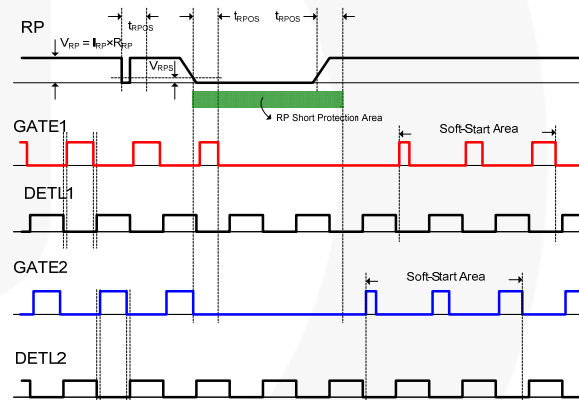 tRPOS tRPOS tRPOS
RP
VRP = IRP×RRP
VRPS
RP Short Protection Area
GATE1
Soft-Start Area
DETL1
GATE2
Soft-Start Area
DETL2